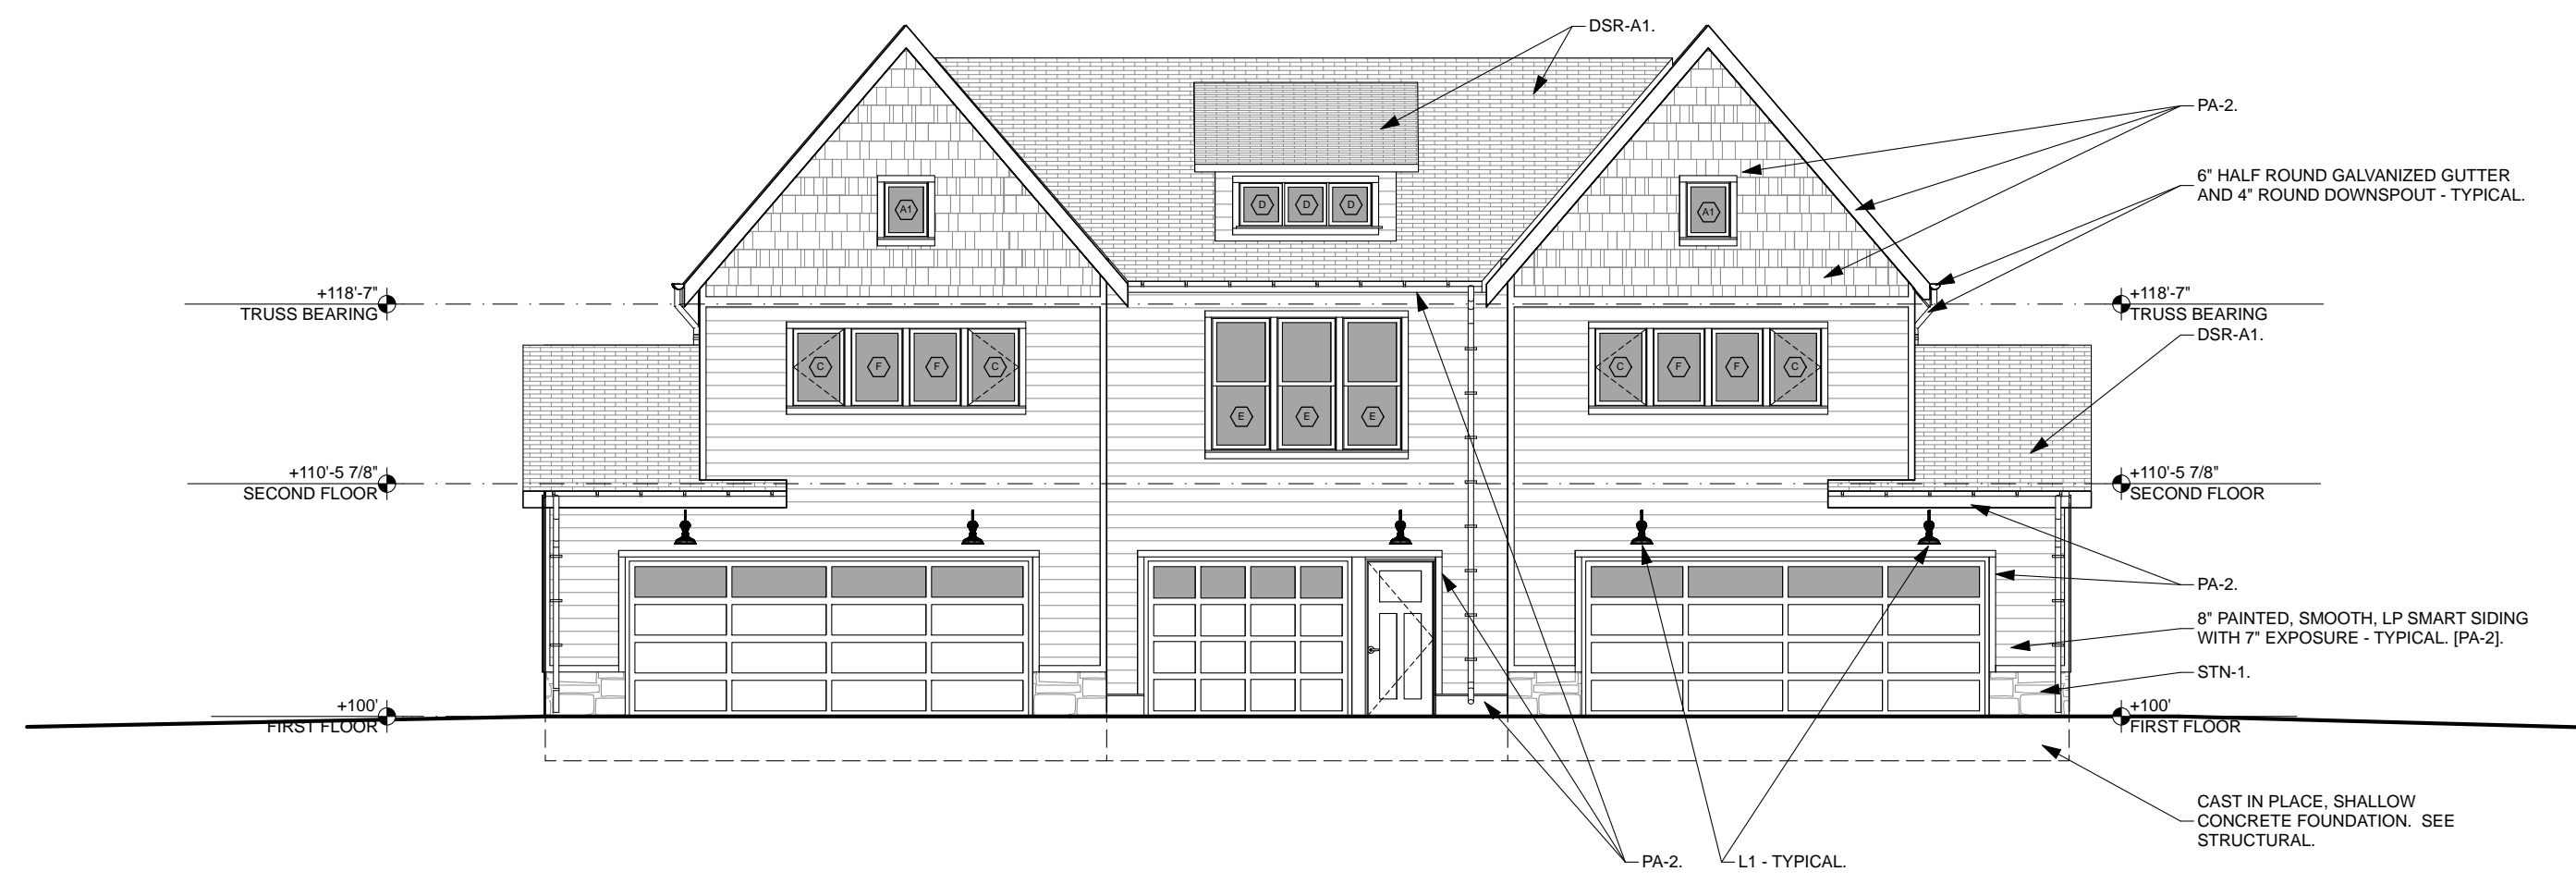 DSR-A1.
PA-2.
6" HALF ROUND GALVANIZED GUTTER
AND 4" ROUND DOWNSPOUT - TYPICAL.
A1
D D D
A1
+118'-7"
TRUSS BEARING
+118'-7"
TRUSS BEARING
DSR-A1.
C F F C
E E E
C F F C
+110'-5 7/8"
SECOND FLOOR
+110'-5 7/8"
SECOND FLOOR
PA-2.
8" PAINTED, SMOOTH, LP SMART SIDING
WITH 7" EXPOSURE - TYPICAL. [PA-2].
STN-1.
+100'
FIRST FLOOR
+100'
FIRST FLOOR
CAST IN PLACE, SHALLOW
CONCRETE FOUNDATION. SEE
STRUCTURAL.
PA-2.
L1 - TYPICAL.